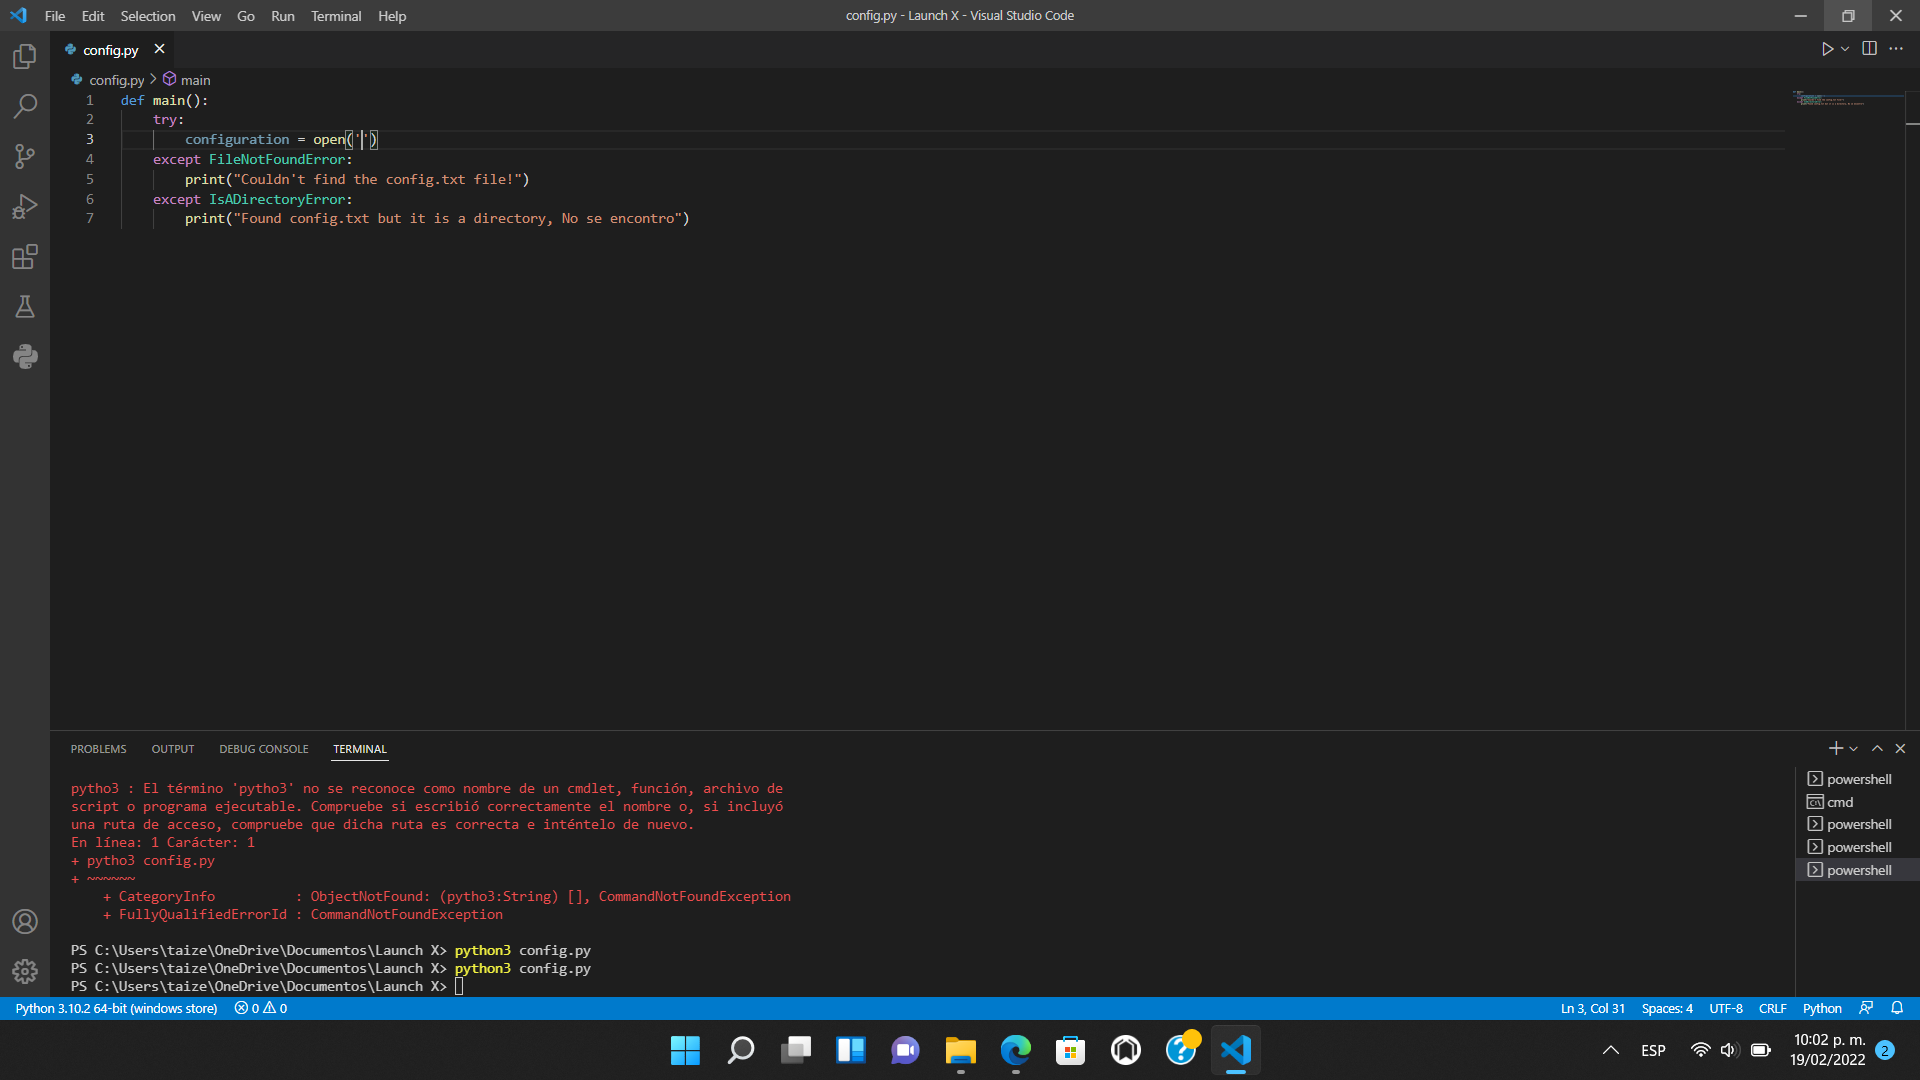 File Edit Selection View Go Run Terminal Help
config.py - Launch X - Visual Studio Code
config.py
config.py > main
1 def main():
2 try:
3 configuration = open('')
4 except FileNotFoundError:
5 print("Couldn't find the config.txt file!")
6 except IsADirectoryError:
7 print("Found config.txt but it is a directory, No se encontro")
PROBLEMS OUTPUT DEBUG CONSOLE TERMINAL
pytho3 : El término 'pytho3' no se reconoce como nombre de un cmdlet, función, archivo de
script o programa ejecutable. Compruebe si escribió correctamente el nombre o, si incluyó
una ruta de acceso, compruebe que dicha ruta es correcta e inténtelo de nuevo.
En línea: 1 Carácter: 1
+ pytho3 config.py
+ ~~~~~~
+ CategoryInfo : ObjectNotFound: (pytho3:String) [], CommandNotFoundException
+ FullyQualifiedErrorId : CommandNotFoundException
PS C:\Users\taize\OneDrive\Documentos\Launch X> python3 config.py
PS C:\Users\taize\OneDrive\Documentos\Launch X> python3 config.py
PS C:\Users\taize\OneDrive\Documentos\Launch X>
powershell
cmd
powershell
powershell
powershell
Python 3.10.2 64-bit (windows store) 0 0
Ln 3, Col 31 Spaces: 4 UTF-8 CRLF Python
ESP
10:02 p. m.
19/02/2022
2